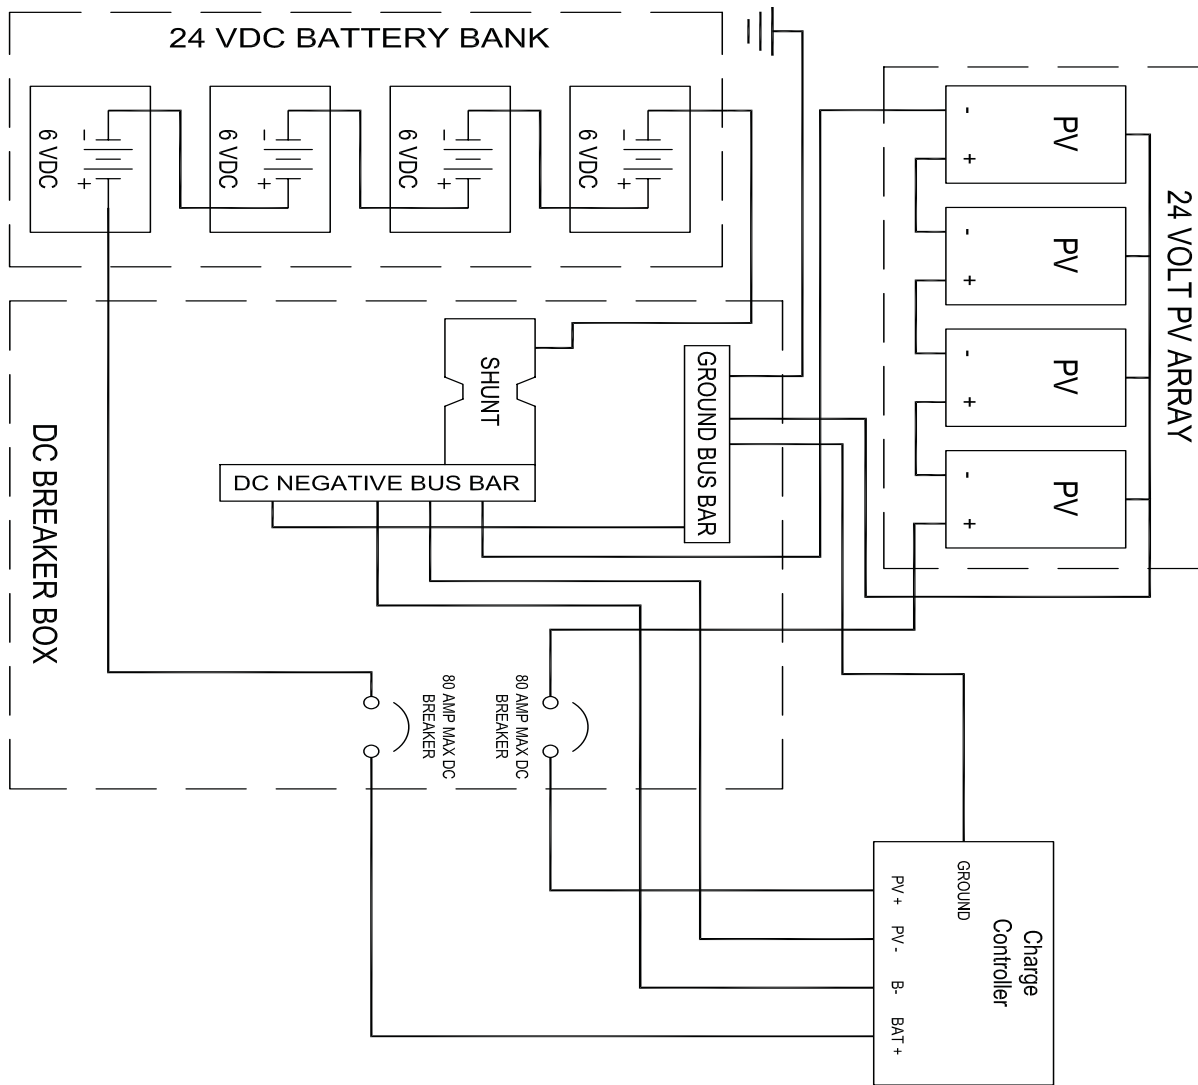 24 VDC BATTERY BANK
-
+
6 VDC
-
+
6 VDC
-
+
6 VDC
-
+
6 VDC
24 VOLT PV ARRAY
-
+
PV
-
+
PV
-
+
PV
-
+
PV
SHUNT
GROUND BUS BAR
DC NEGATIVE BUS BAR
DC BREAKER BOX
80 AMP MAX DC
BREAKER
80 AMP MAX DC
BREAKER
Charge
Controller
GROUND
PV +
PV -
B-
BAT +